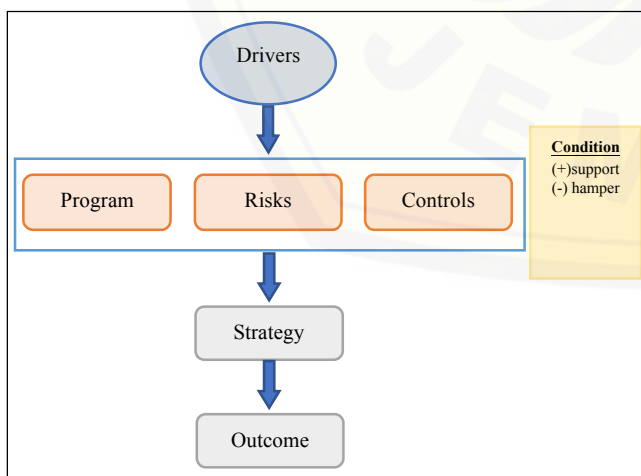 Drivers
Condition
(+)support
(-) hamper
Program
Risks
Controls
Strategy
Outcome